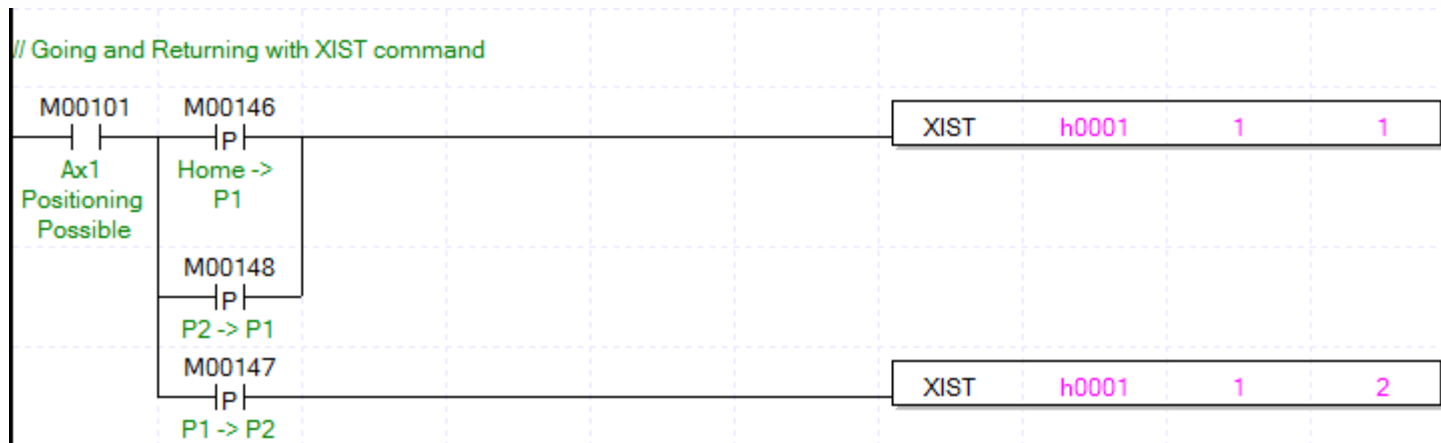 // Going and Returning with XIST command
M00101 M00146
P
XIST h0001 1 1
Ax1 Home ->
Positioning P1
Possible
M00148
P
P2 -> P1
M00147
P
XIST h0001 1 2
P1 -> P2